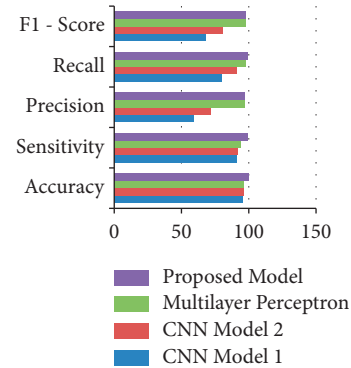 F1 - Score
Recall
Precision
Sensitivity
Accuracy
0 50 100 150
Proposed Model
Multilayer Perceptron
CNN Model 2
CNN Model 1